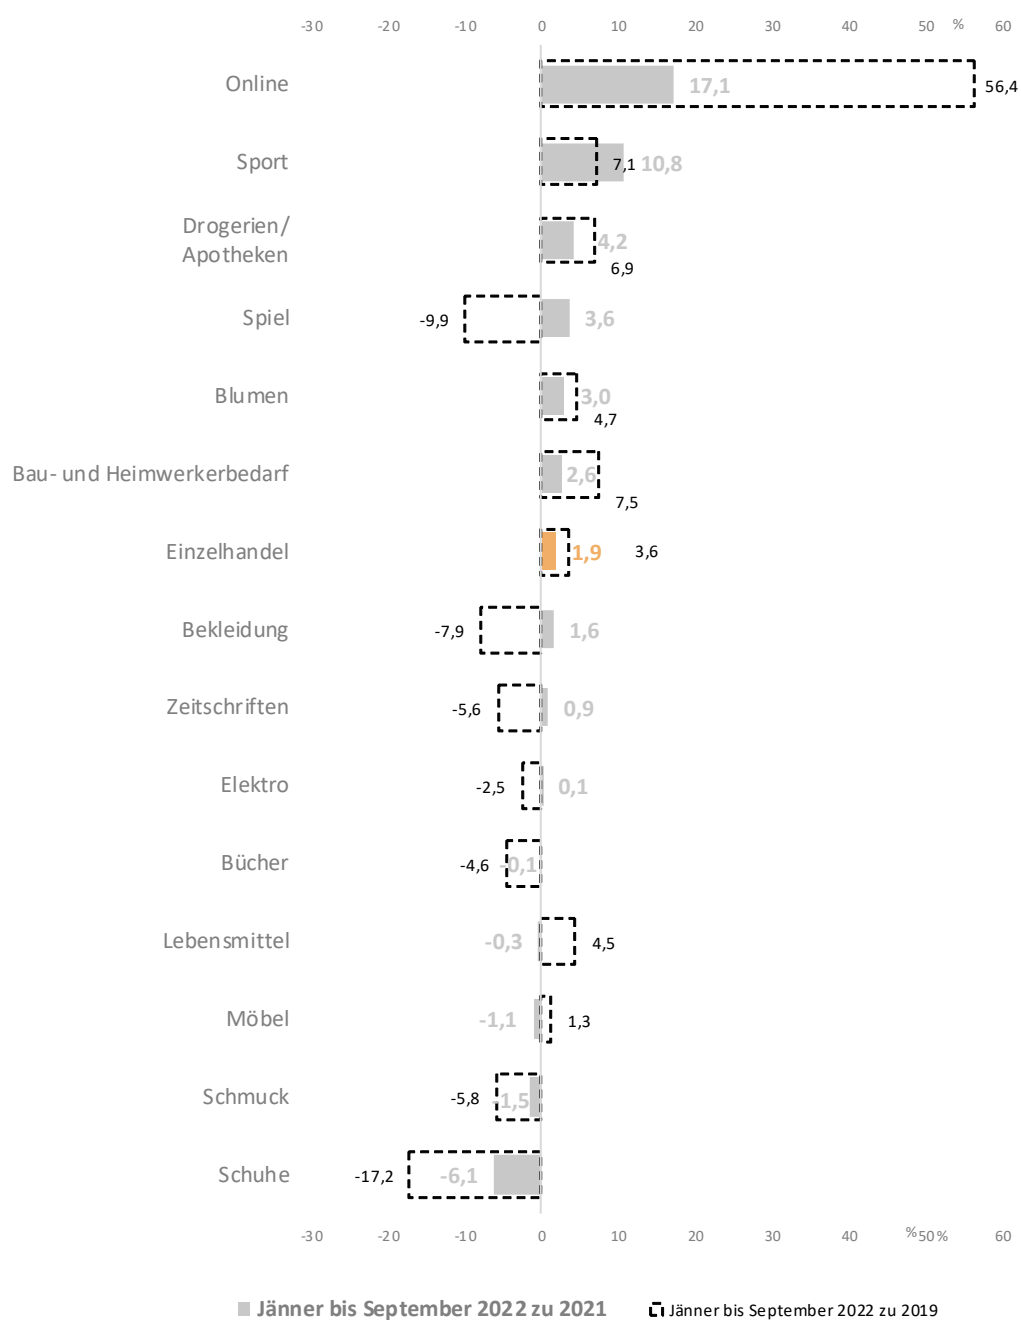 -30 -20 -10 0 10 20 30 40 50 % 60
Online 17,1 56,4
Sport 7,1 10,8
Drogerien/
Apotheken 4,2
6,9
Spiel -9,9 3,6
Blumen 3,0
4,7
Bau- und Heimwerkerbedarf 2,6
7,5
Einzelhandel 1,9 3,6
Bekleidung -7,9 1,6
Zeitschriften -5,6 0,9
Elektro -2,5 0,1
Bücher -4,6 -0,1
Lebensmittel -0,3 4,5
Möbel -1,1 1,3
Schmuck -5,8 -1,5
Schuhe -17,2 -6,1
-30 -20 -10 0 10 20 30 40 % 50 % 60
Jänner bis September 2022 zu 2021 Jänner bis September 2022 zu 2019